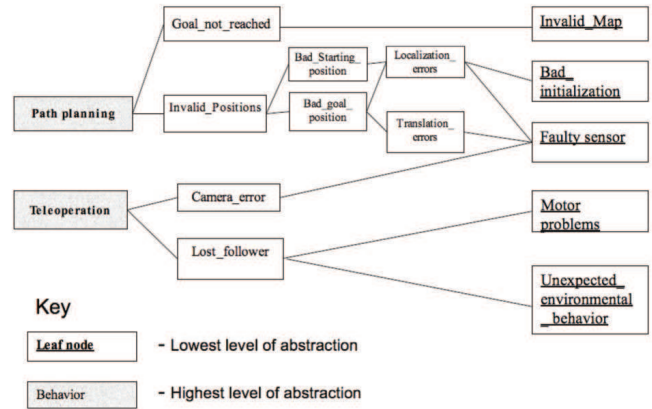 Goal_not_reached
Invalid_Map
Bad_Starting_
position
Localization_
errors
Bad_
initialization
Path planning
Invalid_Positions
Bad_goal_
position
Translation_
errors
Faulty sensor
Teleoperation
Camera_error
Motor
problems
Lost_follower
Unexpected_
environmental
_behavior
Key
Leaf node
- Lowest level of abstraction
Behavior
- Highest level of abstraction